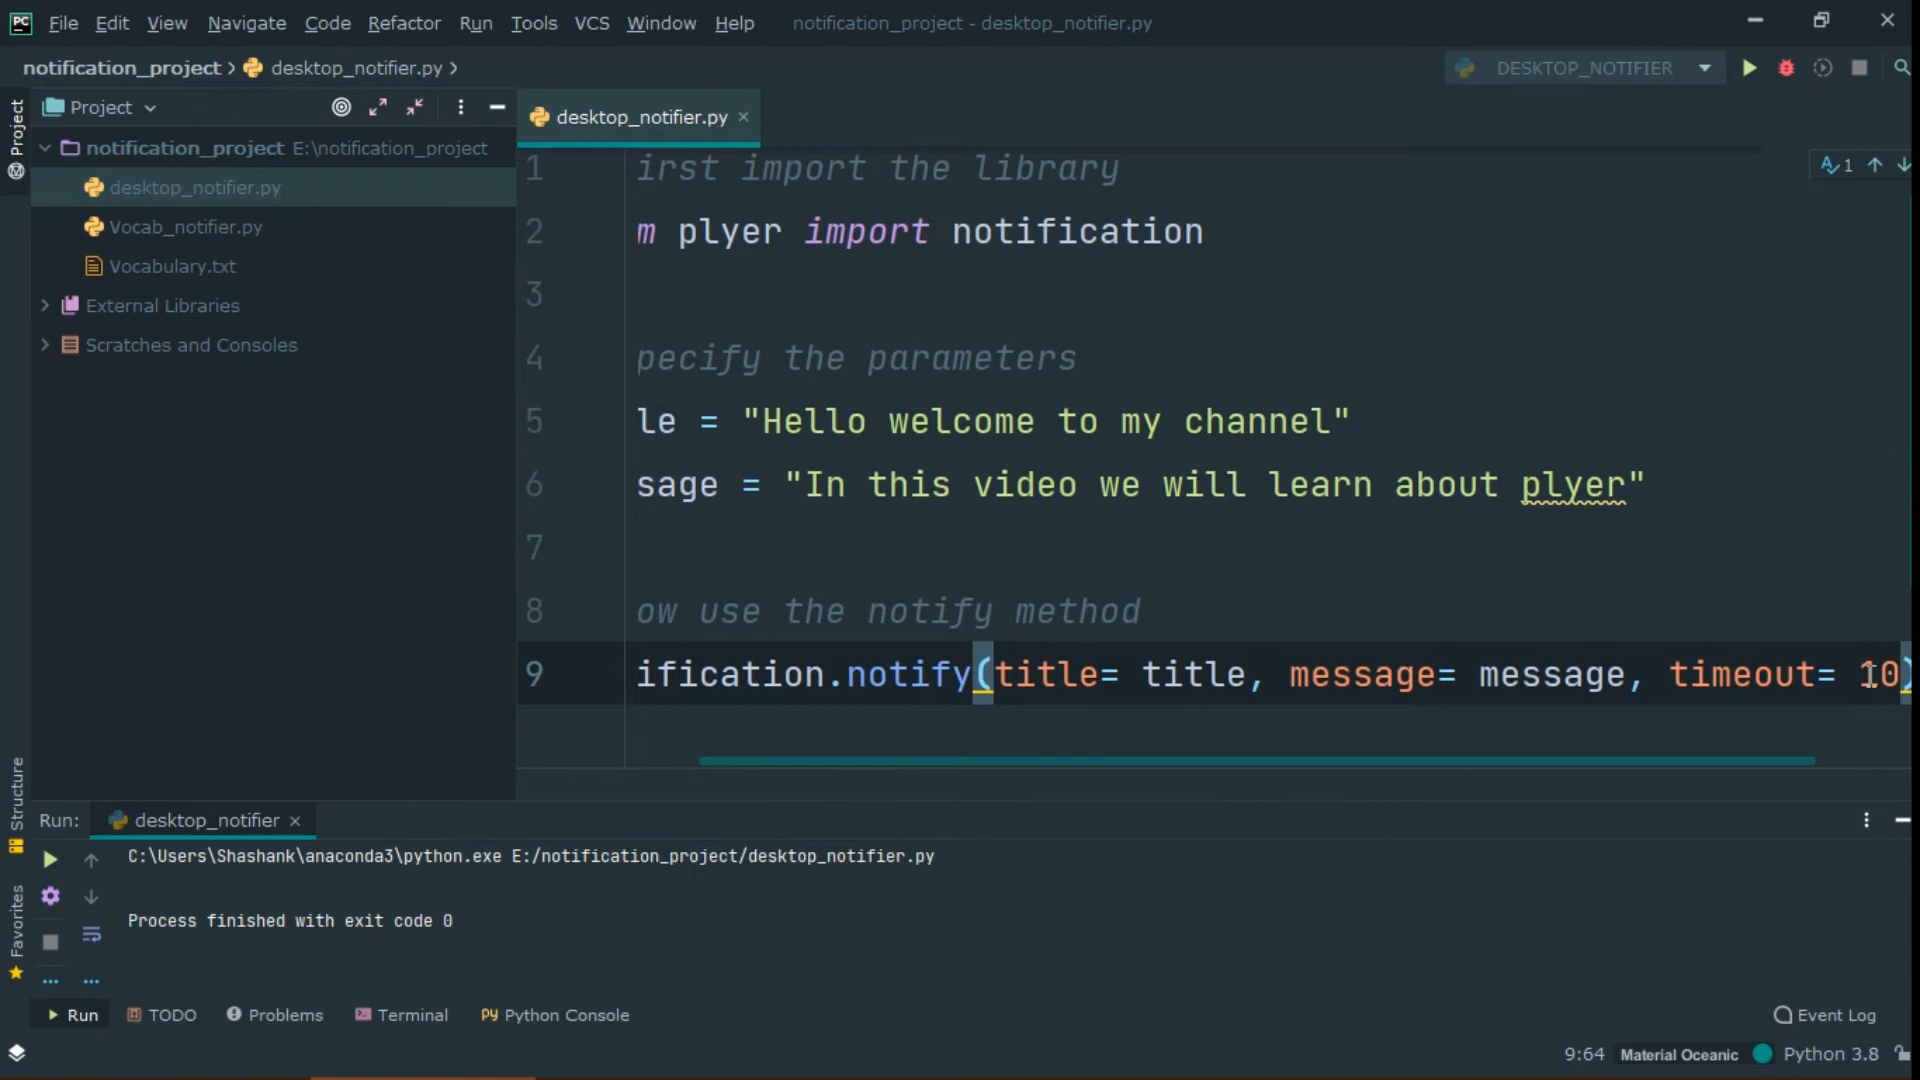 PC File Edit View Navigate Code Refactor Run Tools VCS Window Help notification_project - desktop_notifier.py
notification_project desktop_notifier.py DESKTOP_NOTIFIER
Project
Project
desktop_notifier.py
notification_project E:\notification_project
desktop_notifier.py
Vocab_notifier.py
Vocabulary.txt
External Libraries
Scratches and Consoles
1 irst import the library
2 m plyer import notification
3
4 pecify the parameters
5 le = "Hello welcome to my channel"
6 sage = "In this video we will learn about plyer"
7
8 ow use the notify method
9 ification.notify(title= title, message= message, timeout= 10)
1
Structure
Favorites
Run: desktop_notifier
C:\Users\Shashank\anaconda3\python.exe E:/notification_project/desktop_notifier.py
Process finished with exit code 0
Run TODO Problems Terminal Python Console Event Log
9:64 Material Oceanic Python 3.8